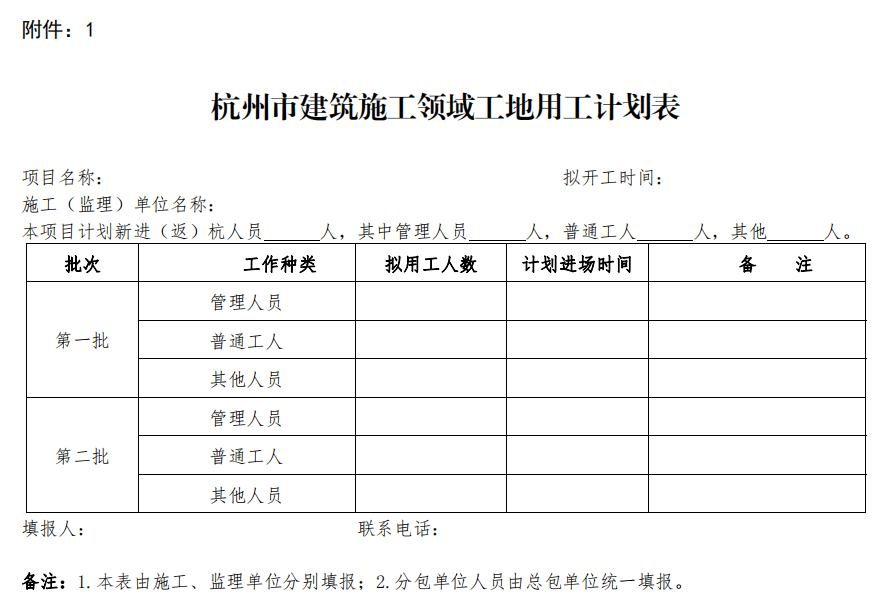 附件：1
杭州市建筑施工领域工地用工计划表
项目名称： 拟开工时间：
施工（监理）单位名称：
本项目计划新进（返）杭人员______人，其中管理人员______人，普通工人______人，其他______人。
批次 工作种类 拟用工人数 计划进场时间 备 注
管理人员
第一批 普通工人
其他人员
管理人员
第二批 普通工人
其他人员
填报人： 联系电话：
备注：1.本表由施工、监理单位分别填报；2.分包单位人员由总包单位统一填报。